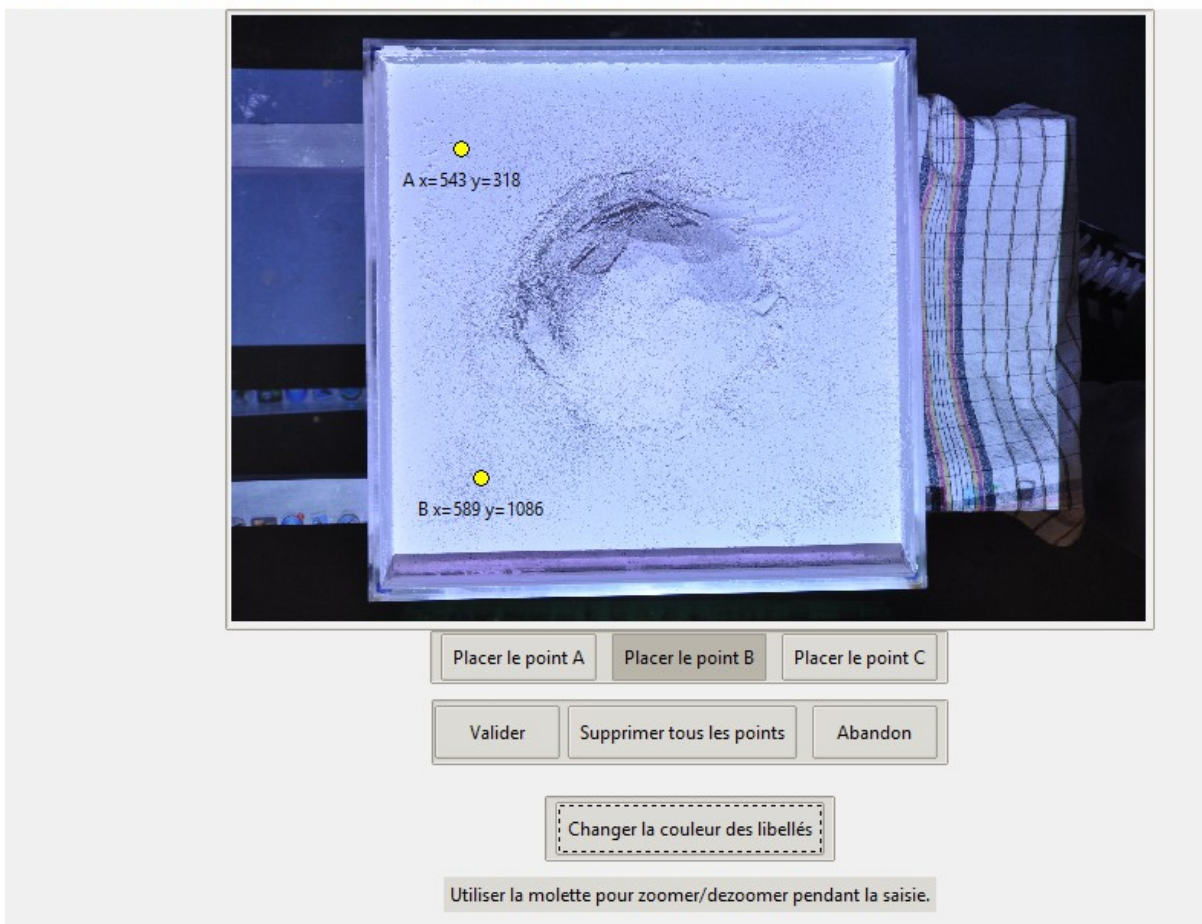 A x=543 y=318
B x=589 y=1086
Placer le point A
Placer le point B
Placer le point C
Valider
Supprimer tous les points
Abandon
Changer la couleur des libellés
Utiliser la molette pour zoomer/dezoomer pendant la saisie.